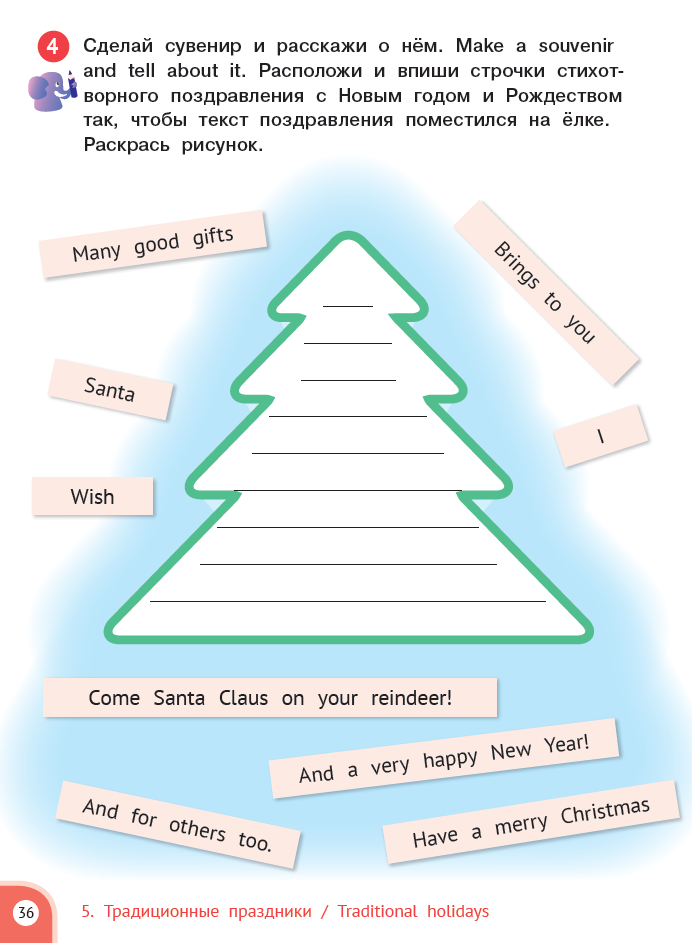 4 Сделай сувенир и расскажи о нём. Make a souvenir
and tell about it. Расположи и впиши строчки стихот-
ворного поздравления с Новым годом и Рождеством
так, чтобы текст поздравления поместился на ёлке.
Раскрась рисунок.
Many good gifts
Brings to you
Santa
I
Wish
Come Santa Claus on your reindeer!
And a very happy New Year!
And for others too.
Have a merry Christmas
36 5. Традиционные праздники / Traditional holidays